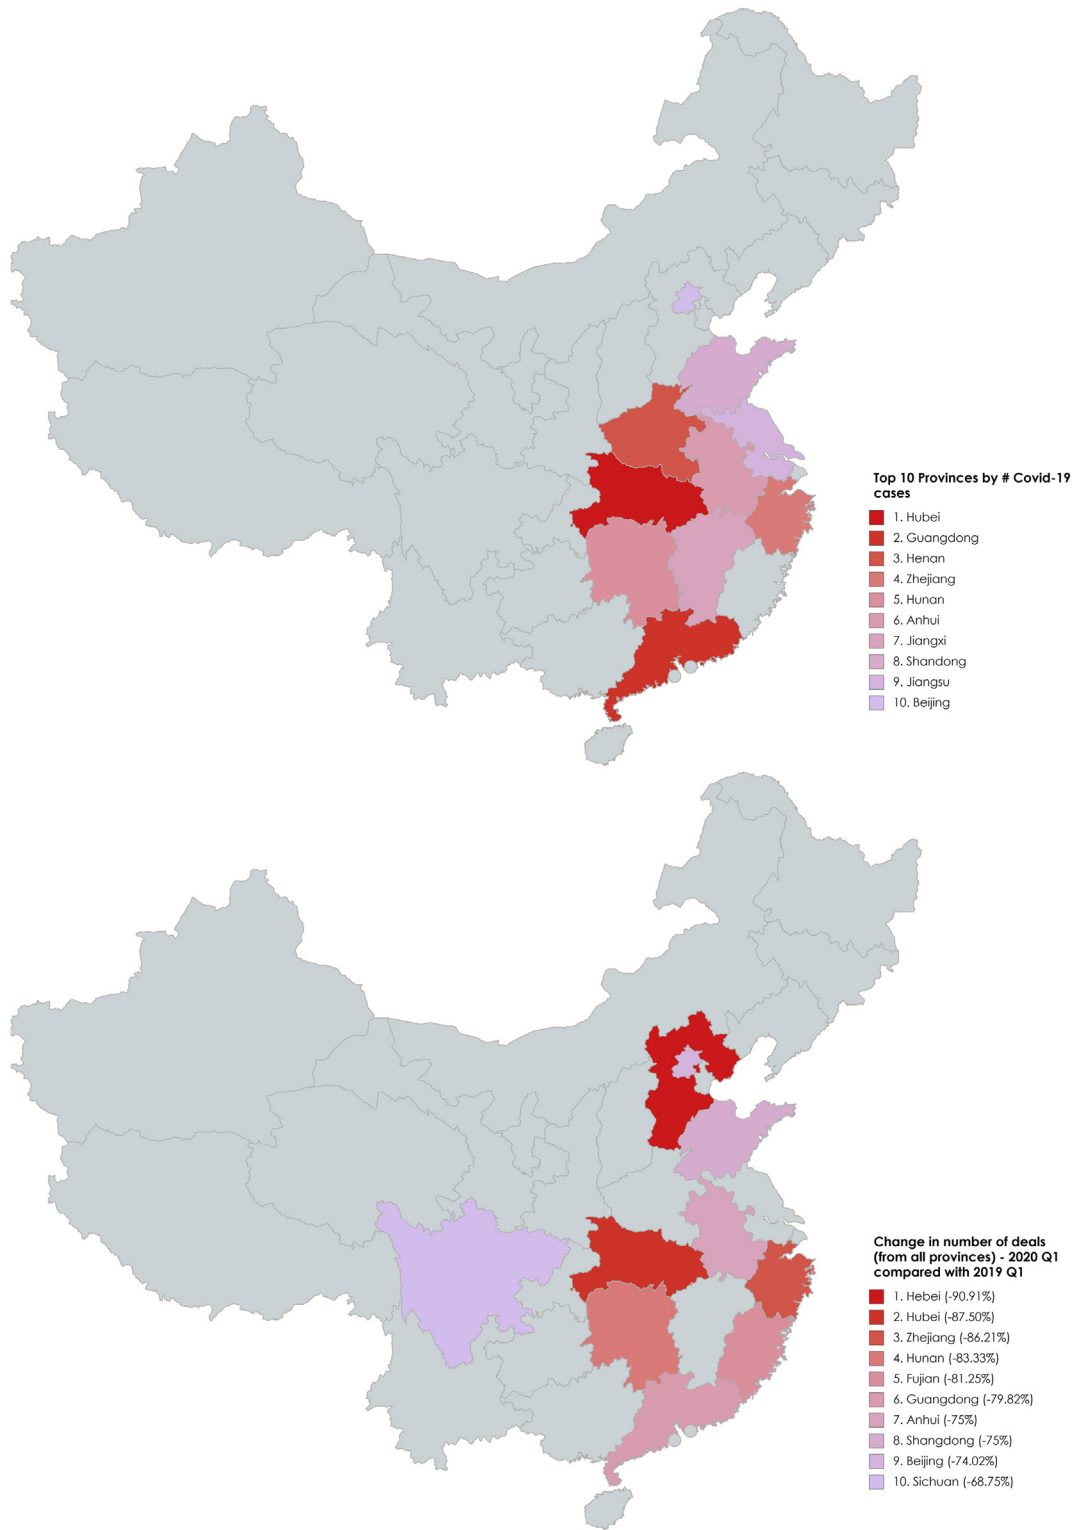 Top 10 Provinces by # Covid-19
cases
1. Hubei
2. Guangdong
3. Henan
4. Zhejiang
5. Hunan
6. Anhui
7. Jiangxi
8. Shandong
9. Jiangsu
10. Beijing
Change in number of deals
(from all provinces) - 2020 Q1
compared with 2019 Q1
1. Hebei (-90.91%)
2. Hubei (-87.50%)
3. Zhejiang (-86.21%)
4. Hunan (-83.33%)
5. Fujian (-81.25%)
6. Guangdong (-79.82%)
7. Anhui (-75%)
8. Shangdong (-75%)
9. Beijing (-74.02%)
10. Sichuan (-68.75%)